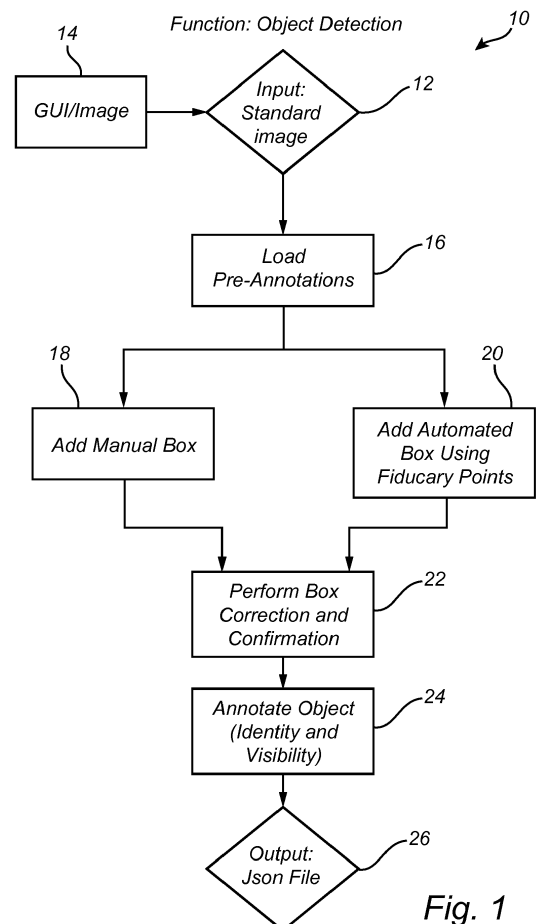 Function: Object Detection
10
14
GUI/Image
Input:
Standard
image
12
Load
Pre-Annotations
16
18
Add Manual Box
20
Add Automated
Box Using
Fiducary Points
Perform Box
Correction and
Confirmation
22
Annotate Object
(Identity and
Visibility)
24
Output:
Json File
26
Fig. 1